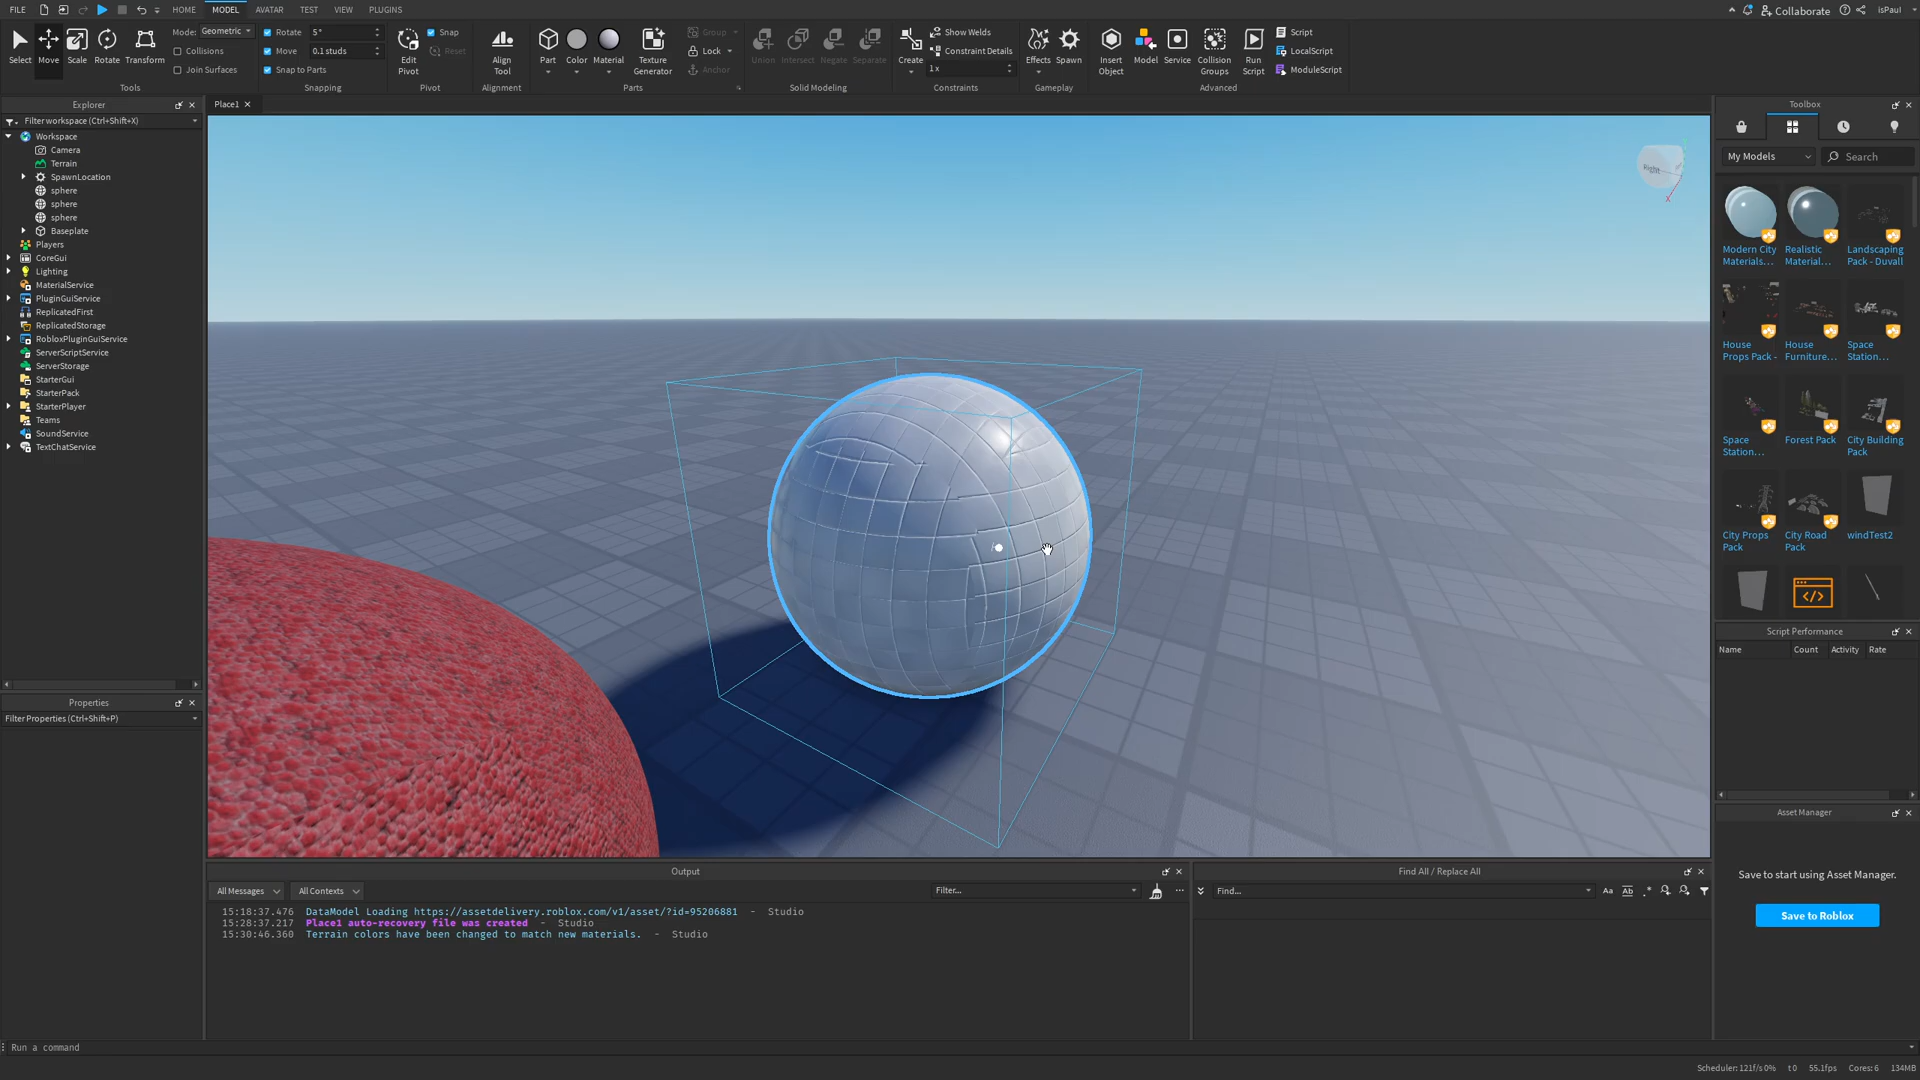 FILE HOME MODEL AVATAR TEST VIEW PLUGINS Collaborate isPaul
Select Move Scale Rotate Transform
Mode: Geometric
Collisions
Join Surfaces
Tools
Rotate 5°
Move 0.1 studs
Snap to Parts
Snapping
Edit Pivot
Snap
Reset
Pivot
Align Tool
Alignment
Part Color Material Texture Generator
Group
Lock
Anchor
Parts
Union Intersect Negate Separate
Solid Modeling
Create
Show Welds
Constraint Details
1x
Constraints
Effects Spawn
Gameplay
Insert Object
Model Service
Collision Groups
Run Script
Script
LocalScript
ModuleScript
Advanced
Explorer
Filter workspace (Ctrl+Shift+X)
Workspace
Camera
Terrain
SpawnLocation
sphere
sphere
sphere
Baseplate
Players
CoreGui
Lighting
MaterialService
PluginGuiService
ReplicatedFirst
ReplicatedStorage
RobloxPluginGuiService
ServerScriptService
ServerStorage
StarterGui
StarterPack
StarterPlayer
Teams
SoundService
TextChatService
Properties
Filter Properties (Ctrl+Shift+P)
Place1
Right
X
Toolbox
My Models Search
Modern City Materials...
Realistic Material...
Landscaping Pack - Duvall
House Props Pack -
House Furniture...
Space Station...
Space Station...
Forest Pack
City Building Pack
City Props Pack
City Road Pack
windTest2
Script Performance
Name Count Activity Rate
Asset Manager
Save to start using Asset Manager.
Save to Roblox
Output
All Messages All Contexts Filter...
15:18:37.476 DataModel Loading https://assetdelivery.roblox.com/v1/asset/?id=95206881 - Studio
15:28:37.217 Place1 auto-recovery file was created - Studio
15:30:46.360 Terrain colors have been changed to match new materials. - Studio
Find All / Replace All
Find...
Aa Ab .*
Run a command
Scheduler: 121f/s 0% t 0 55.1fps Cores: 6 134MB